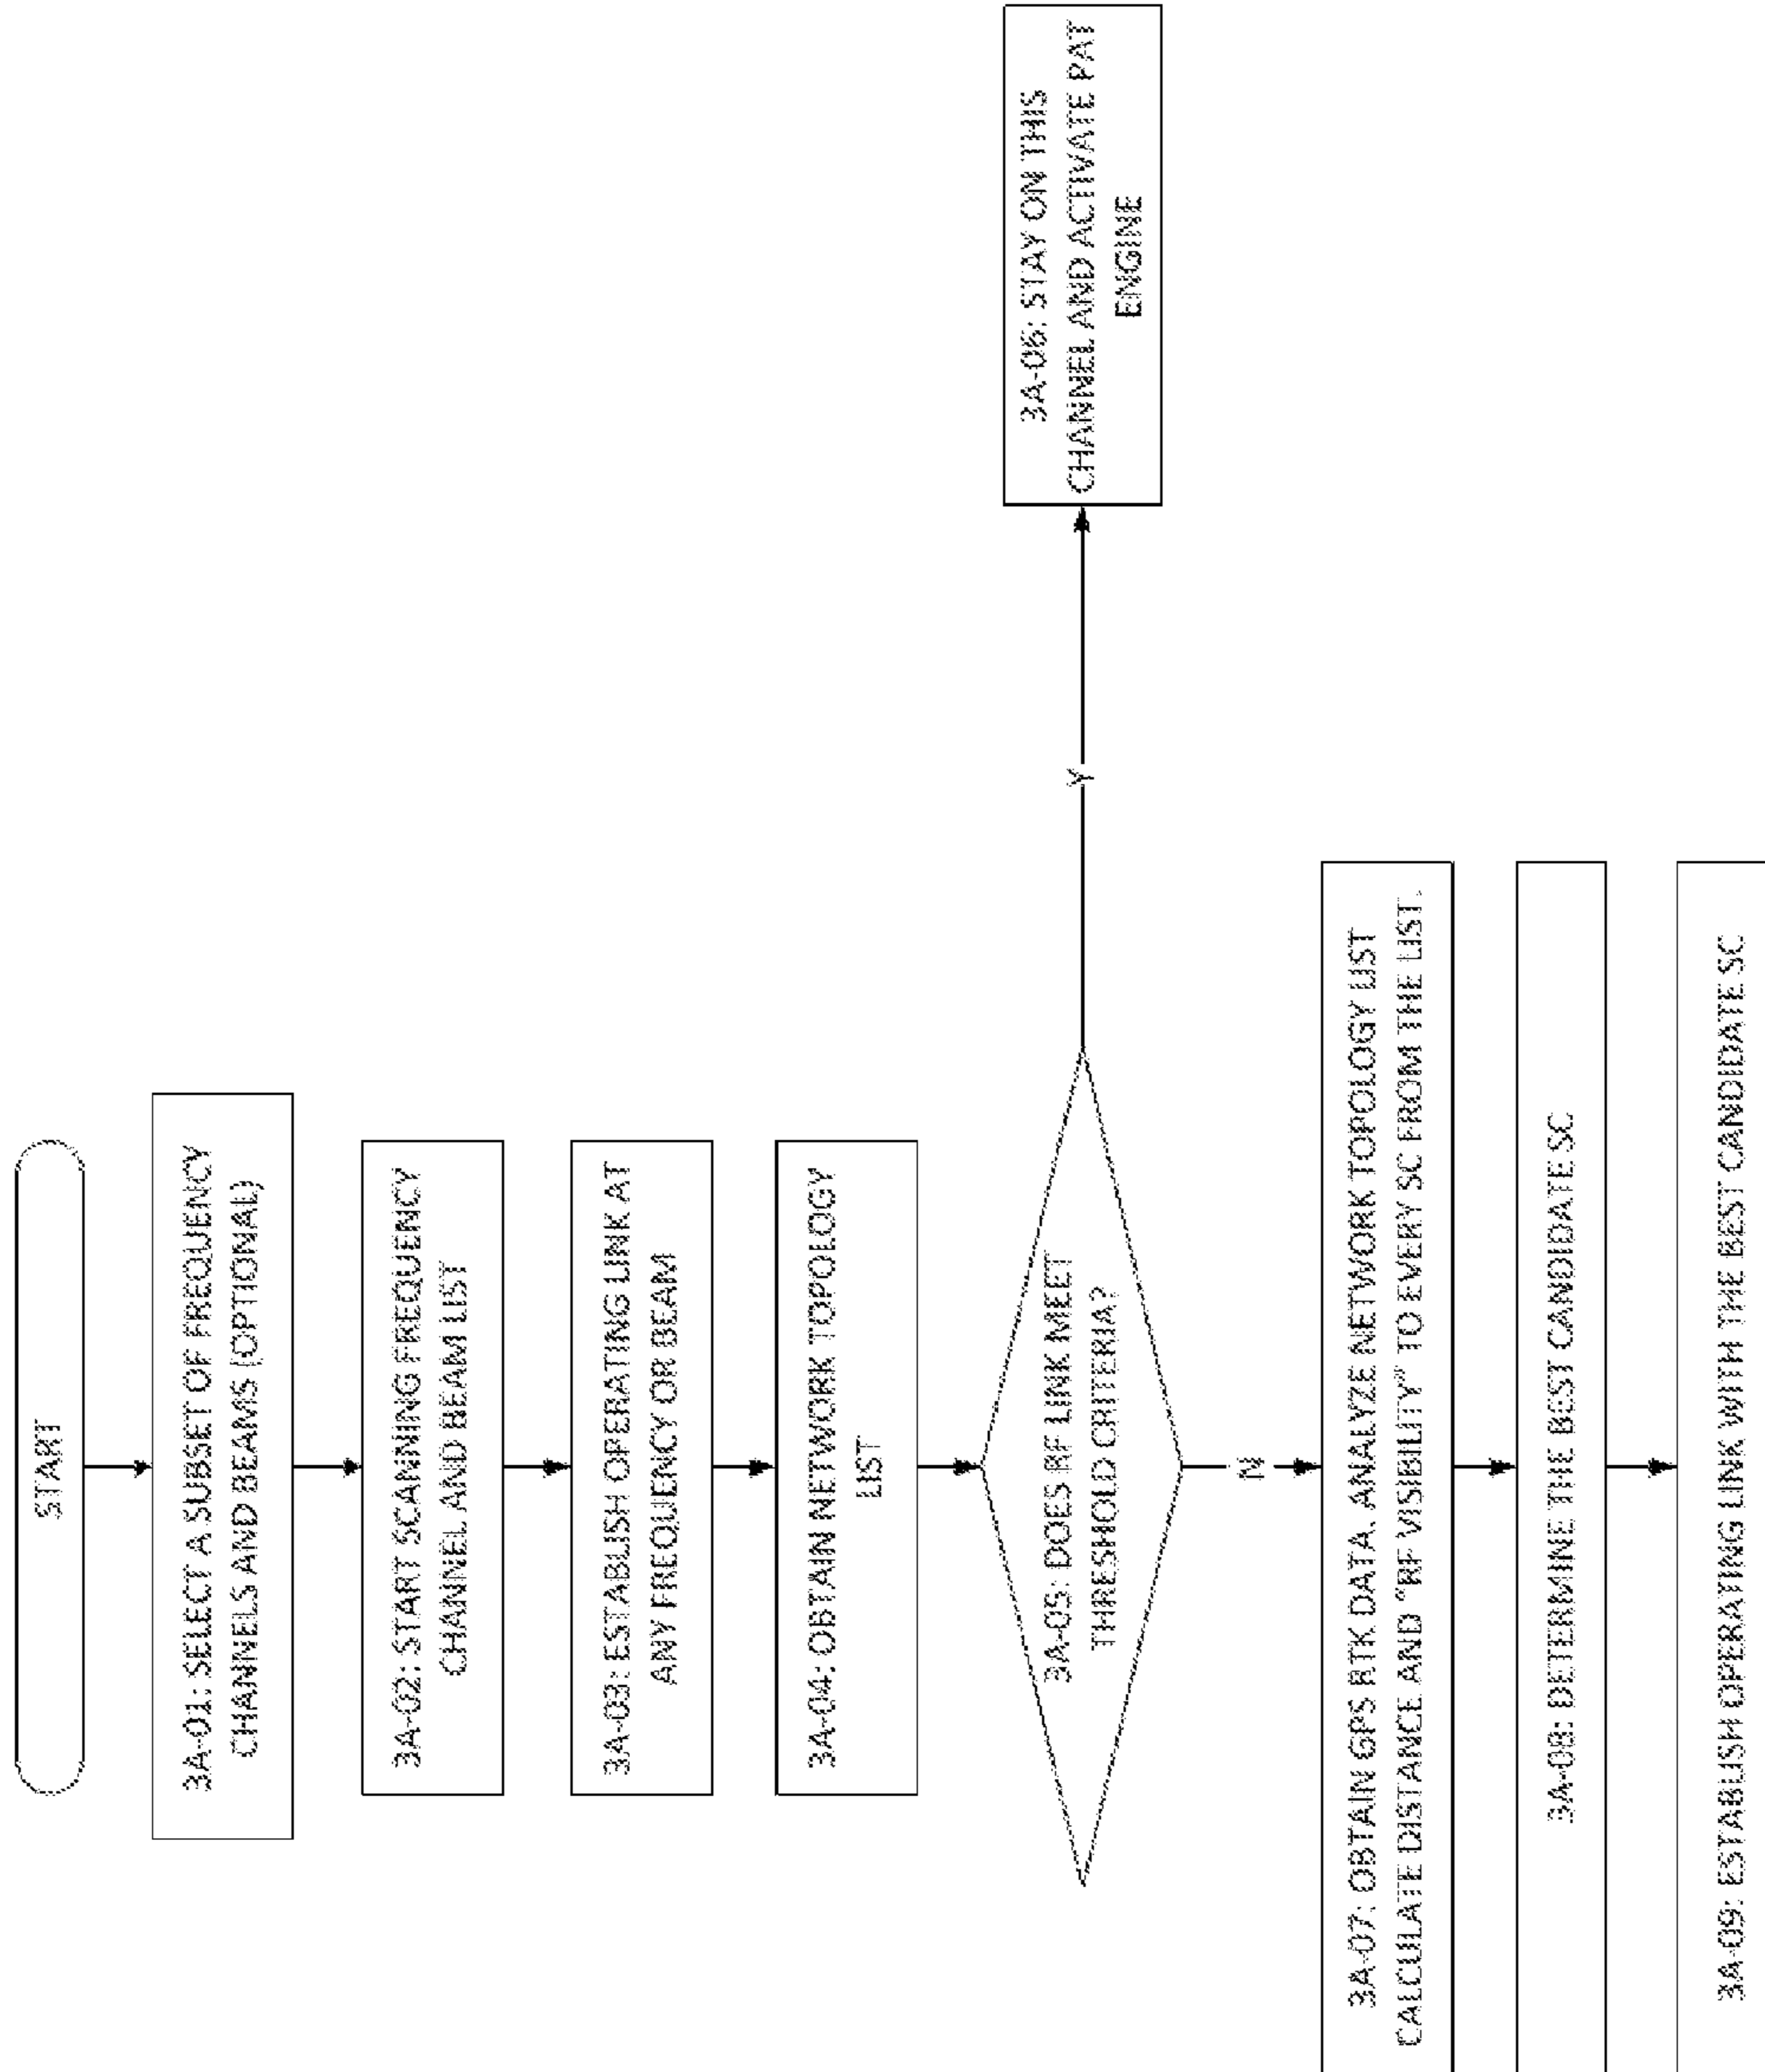 START
3A-01: SELECT A SUBSET OF FREQUENCY
CHANNELS AND BEAMS (OPTIONAL)
3A-02: START SCANNING FREQUENCY
CHANNEL AND BEAM LIST
3A-03: ESTABLISH OPERATING LINK AT
ANY FREQUENCY OR BEAM
3A-04: OBTAIN NETWORK TOPOLOGY
LIST
3A-05: DOES RF LINK MEET
THRESHOLD CRITERIA?
Y
3A-06: STAY ON THIS
CHANNEL AND ACTIVATE PAT
ENGINE
N
3A-07: OBTAIN GPS RTK DATA, ANALYZE NETWORK TOPOLOGY LIST
CALCULATE DISTANCE AND "RF VISIBILITY" TO EVERY SC FROM THE LIST.
3A-08: DETERMINE THE BEST CANDIDATE SC
3A-09: ESTABLISH OPERATING LINK WITH THE BEST CANDIDATE SC